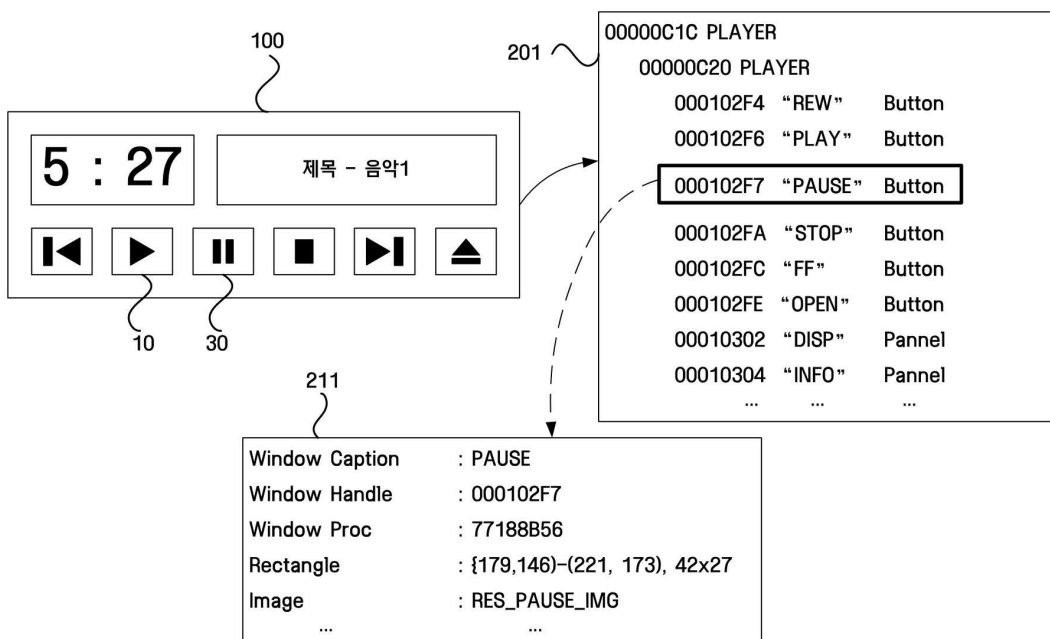 100
5 : 27
제목 - 음악1
10
30
201
00000C1C PLAYER
00000C20 PLAYER
000102F4 “REW” Button
000102F6 “PLAY” Button
000102F7 “PAUSE” Button
000102FA “STOP” Button
000102FC “FF” Button
000102FE “OPEN” Button
00010302 “DISP” Pannel
00010304 “INFO” Pannel
... ... ...
211
Window Caption : PAUSE
Window Handle : 000102F7
Window Proc : 77188B56
Rectangle : {179,146)-(221, 173), 42x27
Image : RES_PAUSE_IMG
... ...